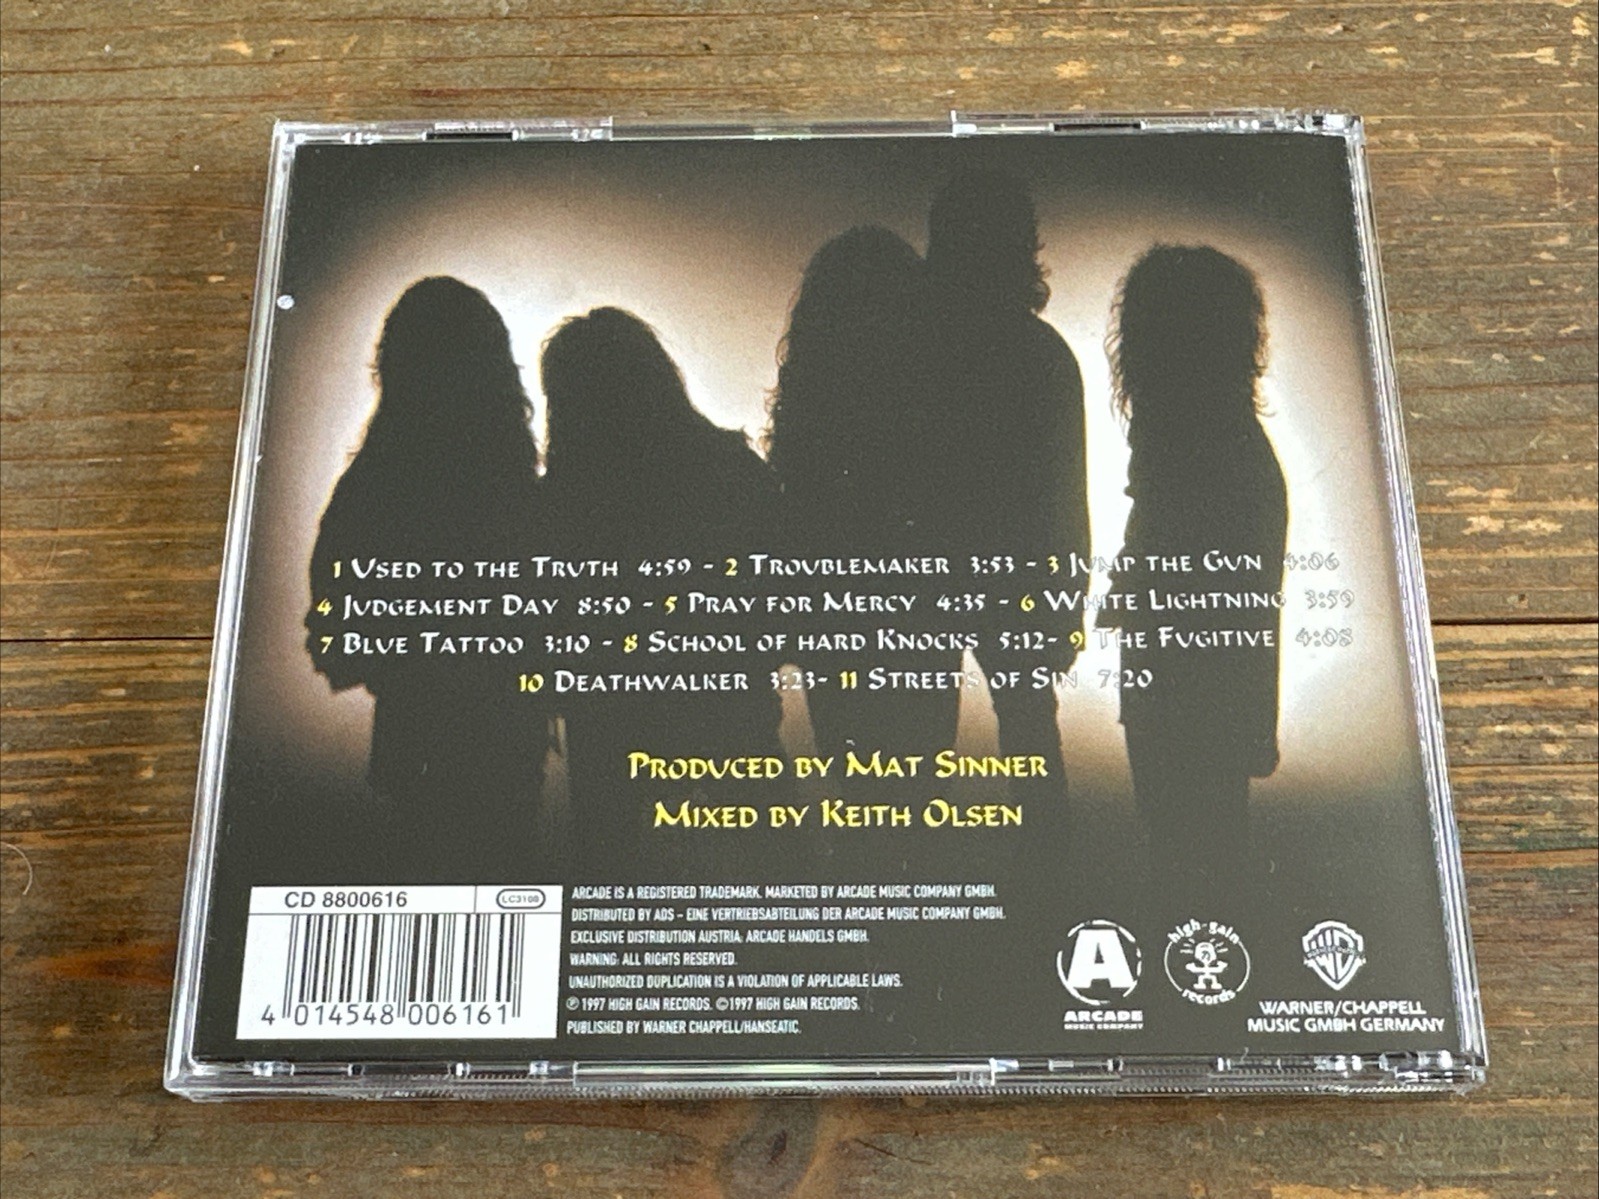 1 Used to the Truth 4:59 - 2 Troublemaker 3:53 - 3 Jump the Gun 4:06
4 Judgement Day 8:50 - 5 Pray for Mercy 4:35 - 6 White Lightning 3:59
7 Blue Tattoo 3:10 - 8 School of hard Knocks 5:12- 9 The Fugitive 4:08
10 Deathwalker 3:23- 11 Streets of Sin 7:20
Produced by Mat Sinner
Mixed by Keith Olsen
CD 8800616
LC3100
4 014548 006161
ARCADE IS A REGISTERED TRADEMARK. MARKETED BY ARCADE MUSIC COMPANY GMBH.
DISTRIBUTED BY ADS – EINE VERTRIEBSABTEILUNG DER ARCADE MUSIC COMPANY GMBH.
EXCLUSIVE DISTRIBUTION AUSTRIA: ARCADE HANDELS GMBH.
WARNING: ALL RIGHTS RESERVED.
UNAUTHORIZED DUPLICATION IS A VIOLATION OF APPLICABLE LAWS.
℗ 1997 HIGH GAIN RECORDS. ©1997 HIGH GAIN RECORDS.
PUBLISHED BY WARNER CHAPPELL/HANSEATIC.
A
ARCADE
MUSIC COMPANY
high-gain
records
WARNER/CHAPPELL
MUSIC GMBH GERMANY